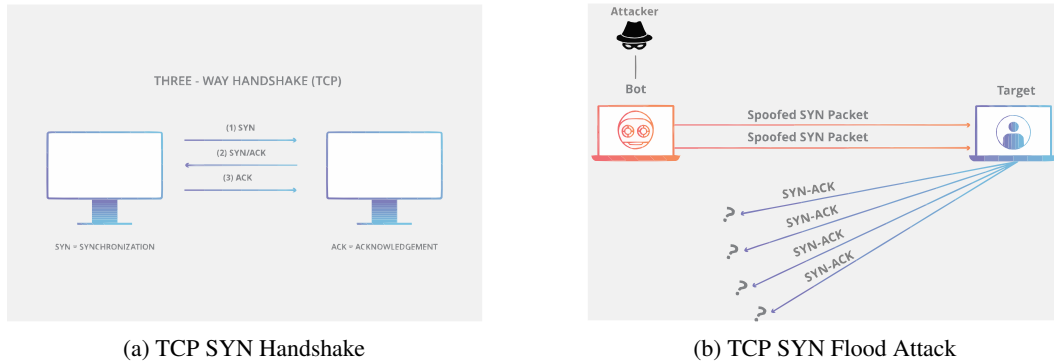 THREE - WAY HANDSHAKE (TCP)
(1) SYN
(2) SYN/ACK
(3) ACK
SYN = SYNCHRONIZATION
ACK = ACKNOWLEDGEMENT
(a) TCP SYN Handshake
Attacker
Bot
Target
Spoofed SYN Packet
Spoofed SYN Packet
SYN-ACK
?
SYN-ACK
?
SYN-ACK
?
SYN-ACK
?
(b) TCP SYN Flood Attack